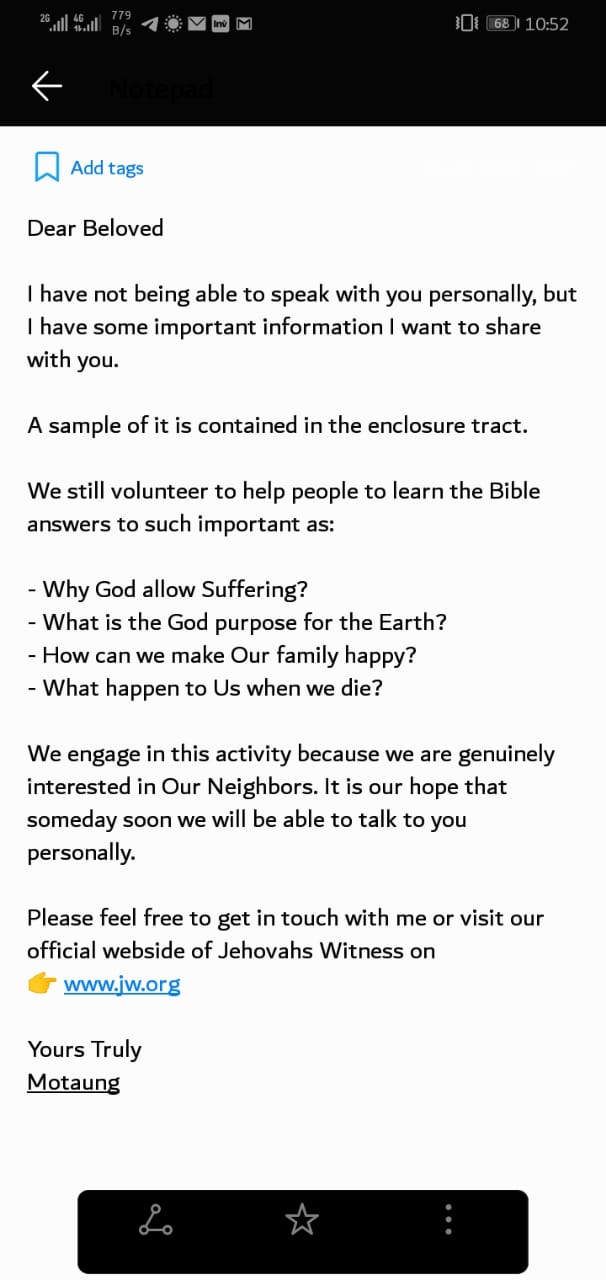 2G 4G 779 B/s inv M 68 10:52
Notepad
Add tags
Dear Beloved
I have not being able to speak with you personally, but
I have some important information I want to share
with you.
A sample of it is contained in the enclosure tract.
We still volunteer to help people to learn the Bible
answers to such important as:
- Why God allow Suffering?
- What is the God purpose for the Earth?
- How can we make Our family happy?
- What happen to Us when we die?
We engage in this activity because we are genuinely
interested in Our Neighbors. It is our hope that
someday soon we will be able to talk to you
personally.
Please feel free to get in touch with me or visit our
official webside of Jehovahs Witness on
👉 www.jw.org
Yours Truly
Motaung